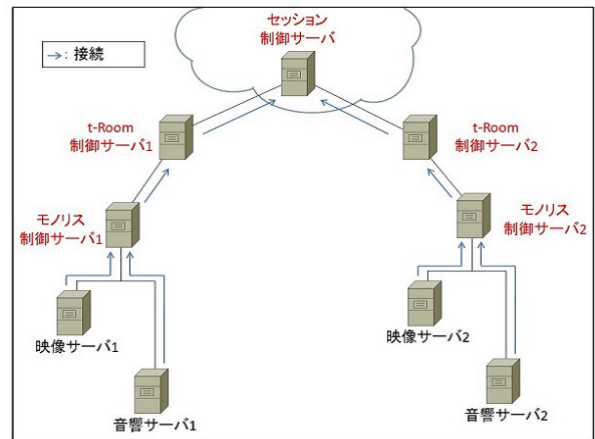 セッション
制御サーバ
→: 接続
t-Room
制御サーバ1
t-Room
制御サーバ2
モノリス
制御サーバ1
モノリス
制御サーバ2
映像サーバ1
映像サーバ2
音響サーバ1
音響サーバ2